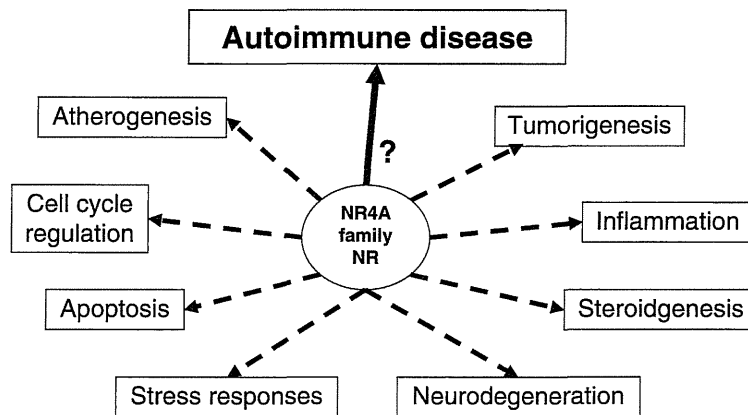 Autoimmune disease
Atherogenesis
?
Tumorigenesis
Cell cycle
regulation
NR4A
family
NR
Inflammation
Apoptosis
Steroidgenesis
Stress responses
Neurodegeneration